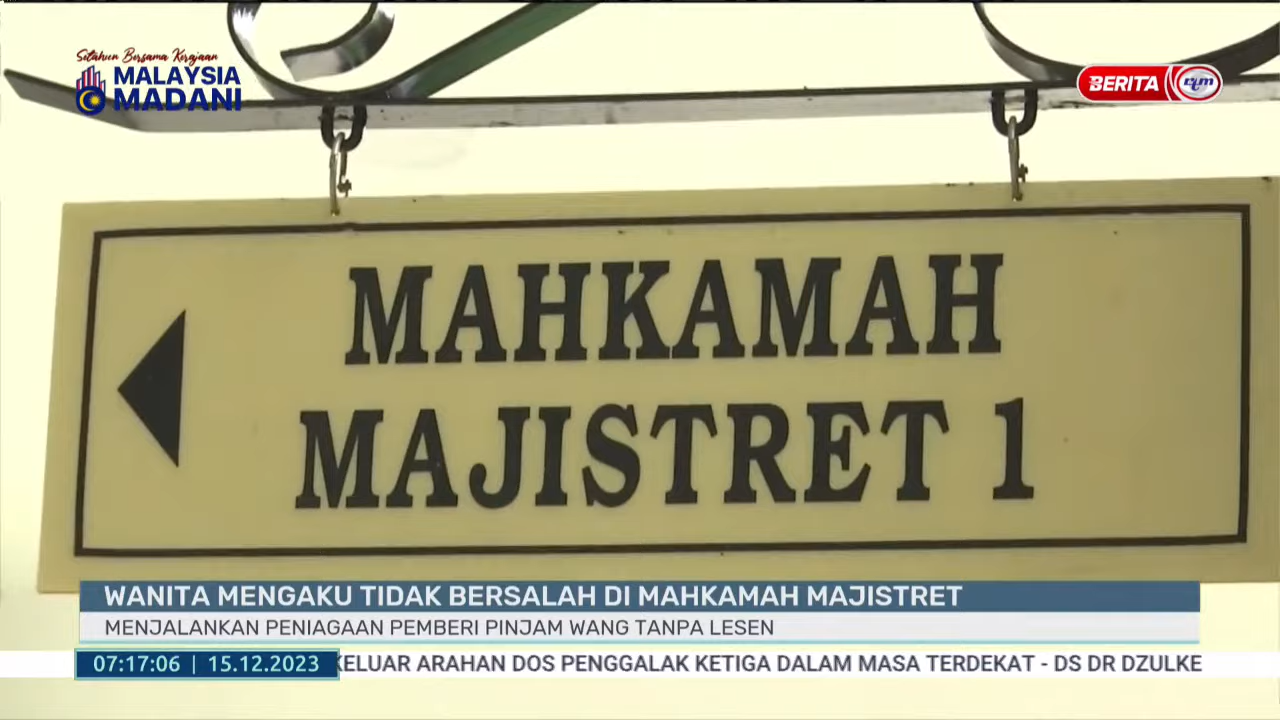 Setahun Bersama Kerajaan
MALAYSIA
MADANI
BERITA
RTM
MAHKAMAH
MAJISTRET 1
WANITA MENGAKU TIDAK BERSALAH DI MAHKAMAH MAJISTRET
MENJALANKAN PENIAGAAN PEMBERI PINJAM WANG TANPA LESEN
07:17:06 | 15.12.2023
KELUAR ARAHAN DOS PENGGALAK KETIGA DALAM MASA TERDEKAT - DS DR DZULKE